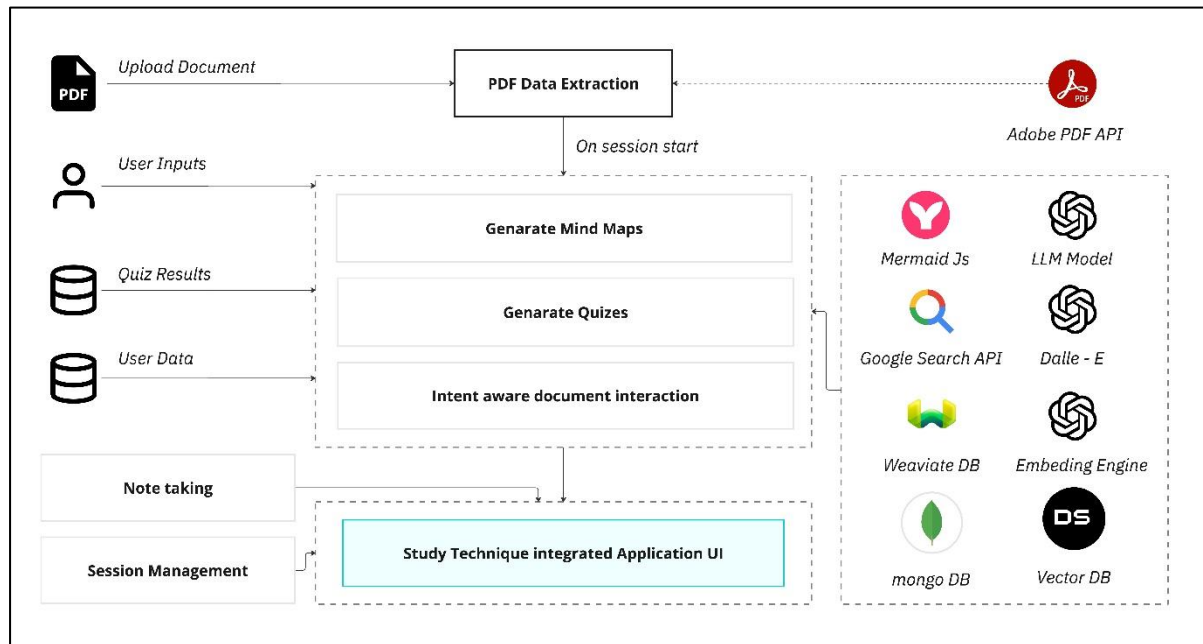 Upload Document
PDF
PDF Data Extraction
PDF
Adobe PDF API
On session start
User Inputs
Genarate Mind Maps
Mermaid Js
LLM Model
Quiz Results
Genarate Quizes
Google Search API
Dalle - E
User Data
Intent aware document interaction
Weaviate DB
Embeding Engine
Note taking
DS
Study Technique integrated Application UI
Session Management
mongo DB
Vector DB